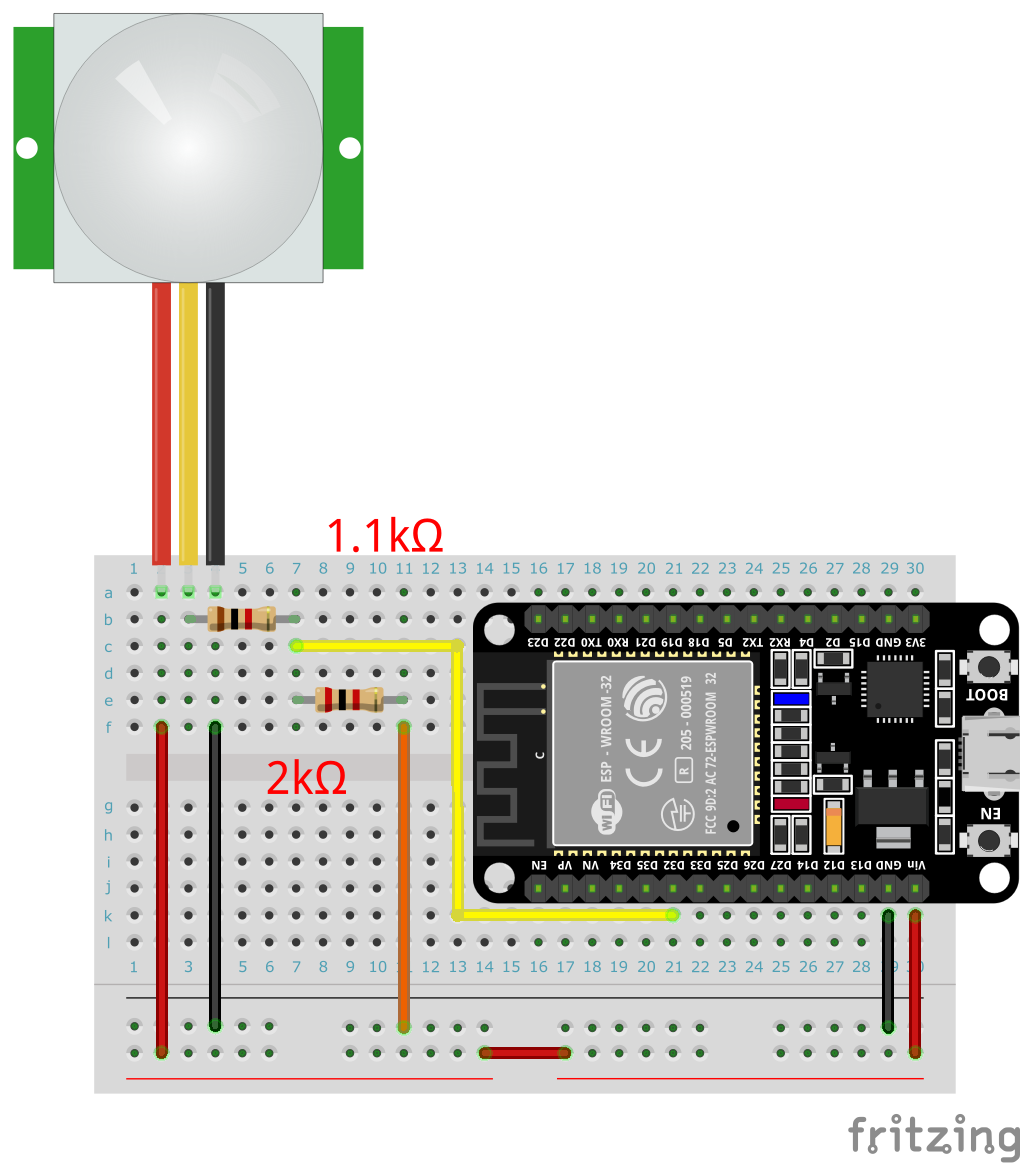 1.1kΩ
1 5 6 7 8 9 10 11 12 13 14 15 16 17 18 19 20 21 22 23 24 25 26 27 28 29 30
a
b
c
d
e
f
g
h
i
j
k
l
D23 D22 TX0 RX0 D21 D19 D18 D5 TX2 RX2 D4 D2 D15 GND 3V3
BOOT
ESP - WROOM -32
CE
R
205 - 000519
WiFi
FCC 9D:2 AC 72-ESPWROOM 32
C
2kΩ
EN
EN VP VN D34 D35 D32 D33 D25 D26 D27 D14 D12 D13 GND Vin
1 3 5 6 7 8 9 10 12 13 14 15 16 17 18 19 20 21 22 23 24 25 26 27 28
fritzing